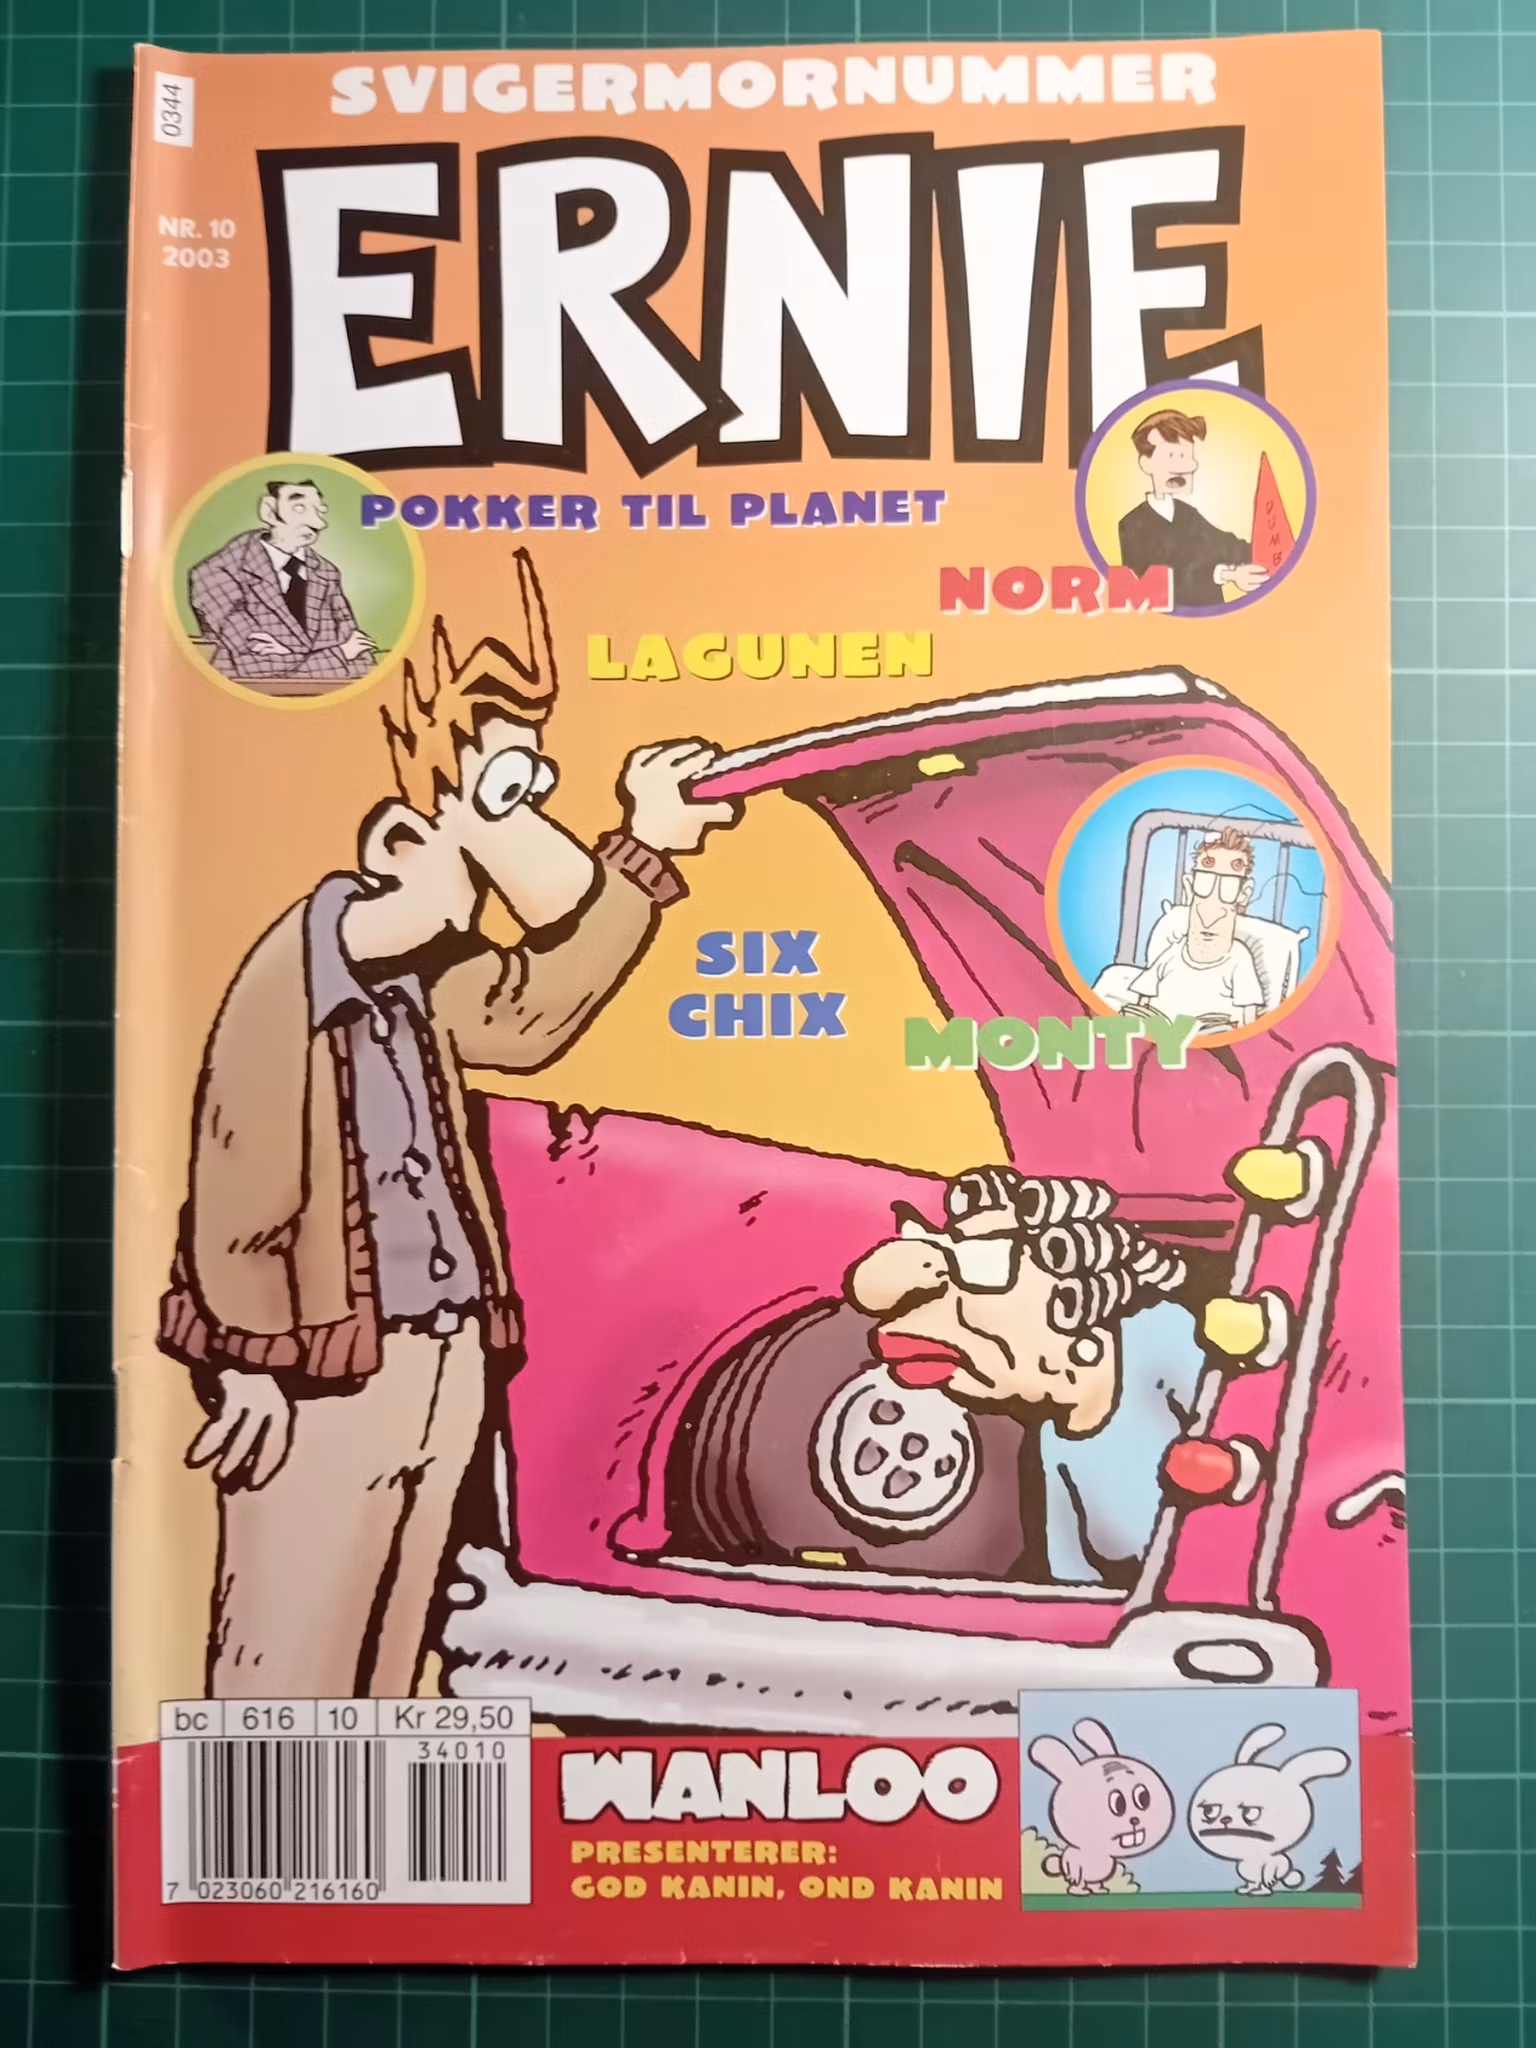 SVIGERMORNUMMER
0344
ERNIE
NR. 10
2003
POKKER TIL PLANET
DUMB
NORM
LAGUNEN
SIX
CHIX
MONTY
bc 616 10 Kr 29,50
34010
7 023060 216160
WANLOO
PRESENTERER:
GOD KANIN, OND KANIN